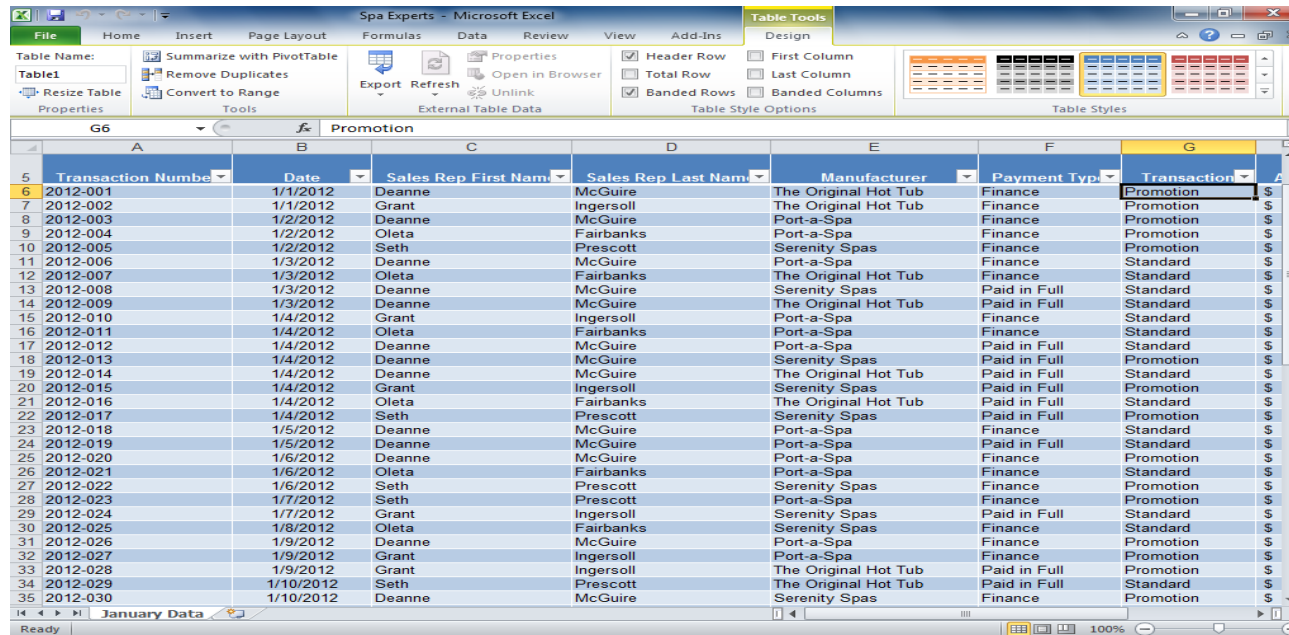 Spa Experts - Microsoft Excel Table Tools
File Home Insert Page Layout Formulas Data Review View Add-Ins Design
Table Name: Summarize with PivotTable Properties Header Row First Column
Table1 Remove Duplicates Open in Browser Total Row Last Column
Resize Table Convert to Range Export Refresh Unlink Banded Rows Banded Columns
Properties Tools External Table Data Table Style Options Table Styles
G6 fx Promotion
A B C D E F G
5 Transaction Numbe Date Sales Rep First Nam Sales Rep Last Nam Manufacturer Payment Typ Transaction
6 2012-001 1/1/2012 Deanne McGuire The Original Hot Tub Finance Promotion $
7 2012-002 1/1/2012 Grant Ingersoll The Original Hot Tub Finance Promotion $
8 2012-003 1/2/2012 Deanne McGuire Port-a-Spa Finance Promotion $
9 2012-004 1/2/2012 Oleta Fairbanks Port-a-Spa Finance Promotion $
10 2012-005 1/2/2012 Seth Prescott Serenity Spas Finance Promotion $
11 2012-006 1/3/2012 Deanne McGuire Port-a-Spa Finance Standard $
12 2012-007 1/3/2012 Oleta Fairbanks The Original Hot Tub Finance Standard $
13 2012-008 1/3/2012 Deanne McGuire Serenity Spas Paid in Full Standard $
14 2012-009 1/3/2012 Deanne McGuire The Original Hot Tub Paid in Full Standard $
15 2012-010 1/4/2012 Grant Ingersoll Port-a-Spa Finance Standard $
16 2012-011 1/4/2012 Oleta Fairbanks Port-a-Spa Finance Standard $
17 2012-012 1/4/2012 Deanne McGuire Port-a-Spa Paid in Full Standard $
18 2012-013 1/4/2012 Deanne McGuire Serenity Spas Paid in Full Promotion $
19 2012-014 1/4/2012 Deanne McGuire The Original Hot Tub Paid in Full Standard $
20 2012-015 1/4/2012 Grant Ingersoll Serenity Spas Finance Promotion $
21 2012-016 1/4/2012 Oleta Fairbanks The Original Hot Tub Paid in Full Standard $
22 2012-017 1/4/2012 Seth Prescott Serenity Spas Paid in Full Promotion $
23 2012-018 1/5/2012 Deanne McGuire Port-a-Spa Finance Promotion $
24 2012-019 1/5/2012 Deanne McGuire Port-a-Spa Paid in Full Standard $
25 2012-020 1/6/2012 Deanne McGuire Port-a-Spa Finance Promotion $
26 2012-021 1/6/2012 Oleta Fairbanks Port-a-Spa Finance Standard $
27 2012-022 1/6/2012 Seth Prescott Serenity Spas Finance Promotion $
28 2012-023 1/7/2012 Seth Prescott Port-a-Spa Finance Promotion $
29 2012-024 1/7/2012 Grant Ingersoll Serenity Spas Paid in Full Standard $
30 2012-025 1/8/2012 Oleta Fairbanks Serenity Spas Finance Standard $
31 2012-026 1/9/2012 Deanne McGuire Port-a-Spa Finance Promotion $
32 2012-027 1/9/2012 Grant Ingersoll Port-a-Spa Finance Promotion $
33 2012-028 1/9/2012 Grant Ingersoll The Original Hot Tub Paid in Full Promotion $
34 2012-029 1/10/2012 Seth Prescott The Original Hot Tub Paid in Full Standard $
35 2012-030 1/10/2012 Deanne McGuire Serenity Spas Finance Promotion $
January Data
Ready 100%